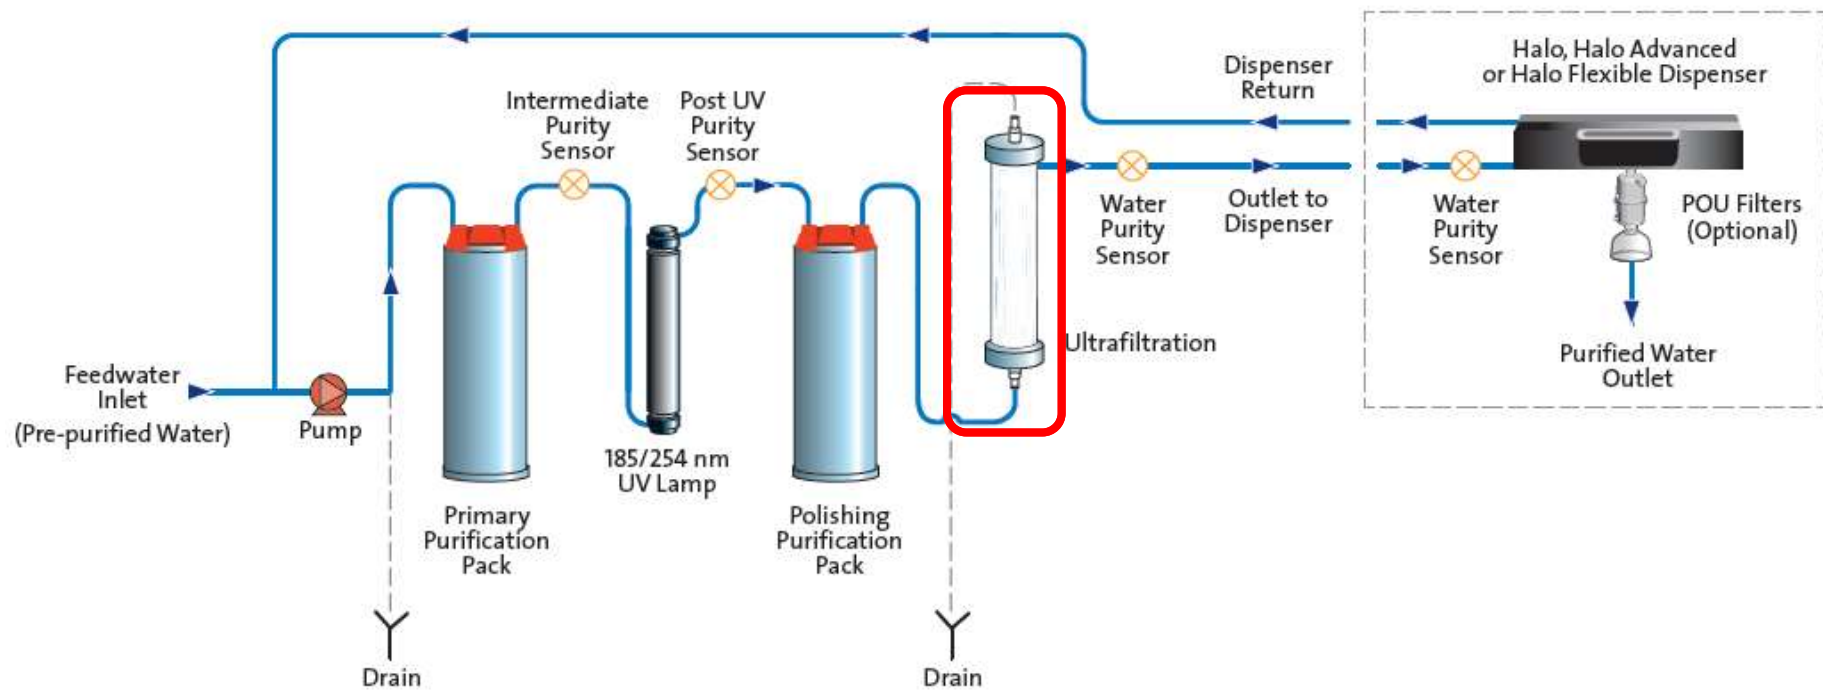 Halo, Halo Advanced
or Halo Flexible Dispenser
Dispenser
Return
Intermediate
Purity
Sensor
Post UV
Purity
Sensor
Water
Purity
Sensor
Outlet to
Dispenser
Water
Purity
Sensor
POU Filters
(Optional)
Ultrafiltration
Purified Water
Outlet
Feedwater
Inlet
(Pre-purified Water)
Pump
185/254 nm
UV Lamp
Primary
Purification
Pack
Polishing
Purification
Pack
Drain
Drain